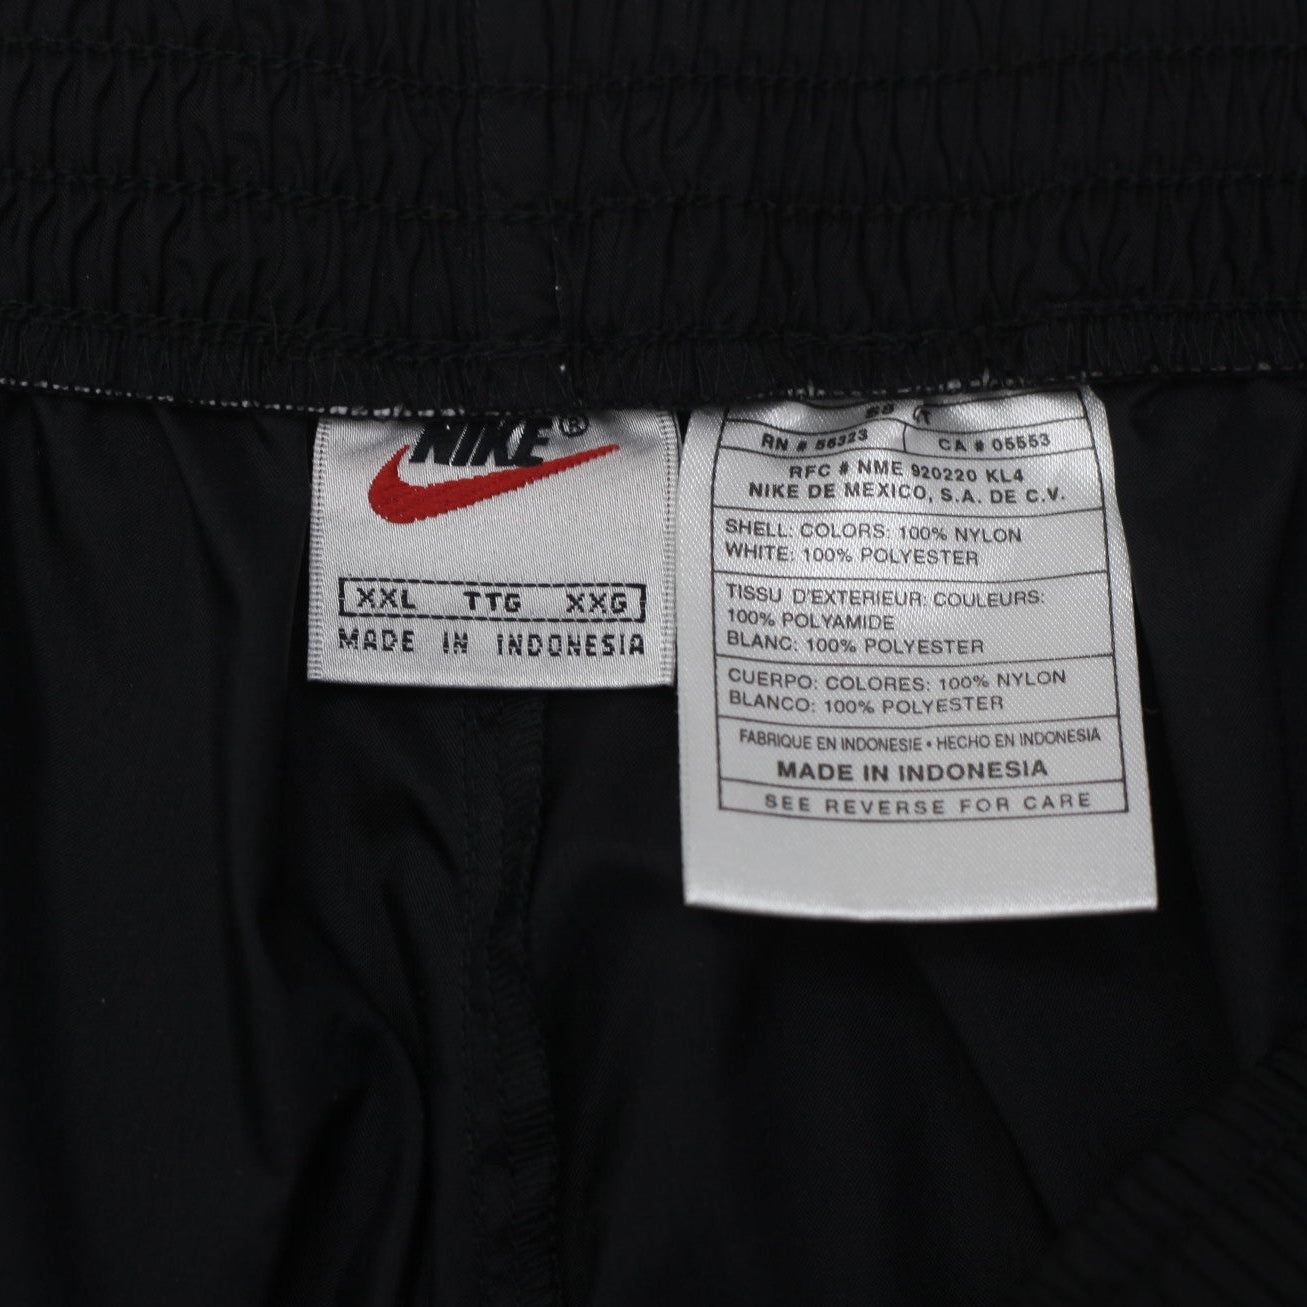 NIKE®
XXL TTG XXG
MADE IN INDONESIA
RN # 56323 CA # 05553
RFC # NME 920220 KL4
NIKE DE MEXICO, S.A. DE C.V.
SHELL: COLORS: 100% NYLON
WHITE: 100% POLYESTER
TISSU D'EXTERIEUR: COULEURS:
100% POLYAMIDE
BLANC: 100% POLYESTER
CUERPO: COLORES: 100% NYLON
BLANCO: 100% POLYESTER
FABRIQUE EN INDONESIE • HECHO EN INDONESIA
MADE IN INDONESIA
SEE REVERSE FOR CARE